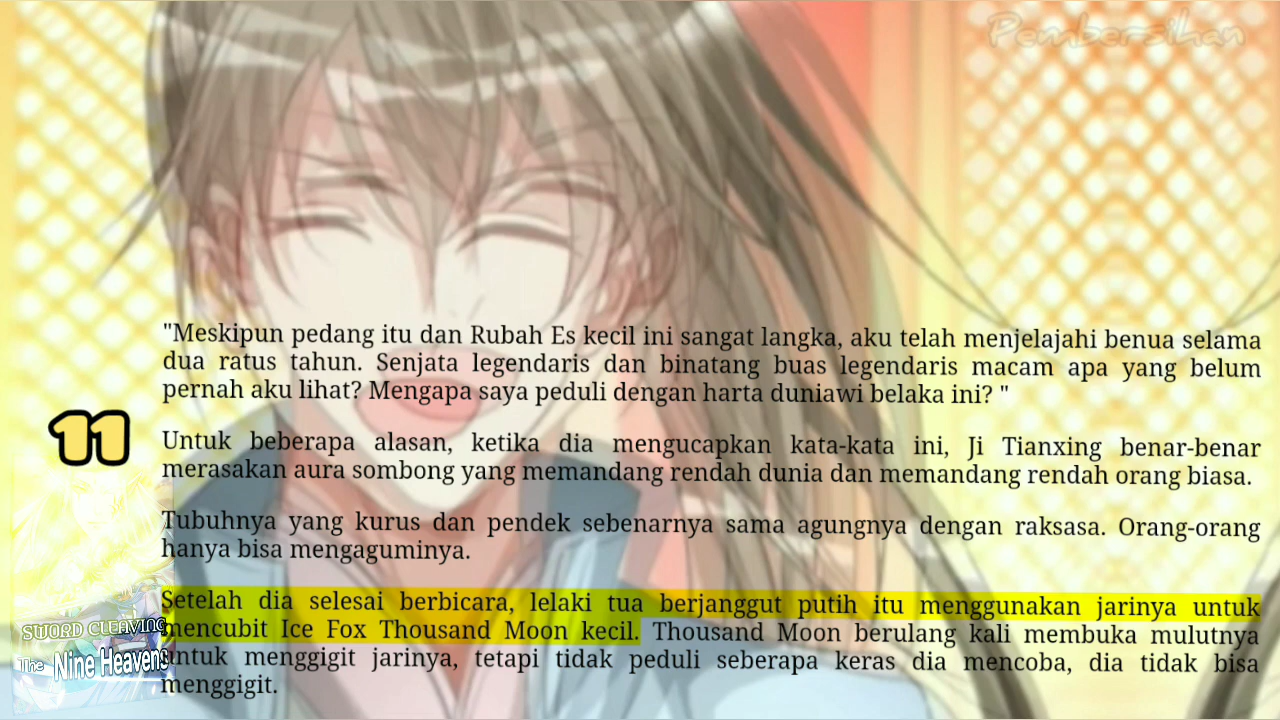 Pembersihan
"Meskipun pedang itu dan Rubah Es kecil ini sangat langka, aku telah menjelajahi benua selama
dua ratus tahun. Senjata legendaris dan binatang buas legendaris macam apa yang belum
pernah aku lihat? Mengapa saya peduli dengan harta duniawi belaka ini? "
11
Untuk beberapa alasan, ketika dia mengucapkan kata-kata ini, Ji Tianxing benar-benar
merasakan aura sombong yang memandang rendah dunia dan memandang rendah orang biasa.
Tubuhnya yang kurus dan pendek sebenarnya sama agungnya dengan raksasa. Orang-orang
hanya bisa mengaguminya.
Setelah dia selesai berbicara, lelaki tua berjanggut putih itu menggunakan jarinya untuk
mencubit Ice Fox Thousand Moon kecil. Thousand Moon berulang kali membuka mulutnya
untuk menggigit jarinya, tetapi tidak peduli seberapa keras dia mencoba, dia tidak bisa
menggigit.
SWORD CLEAVING
The Nine Heavens